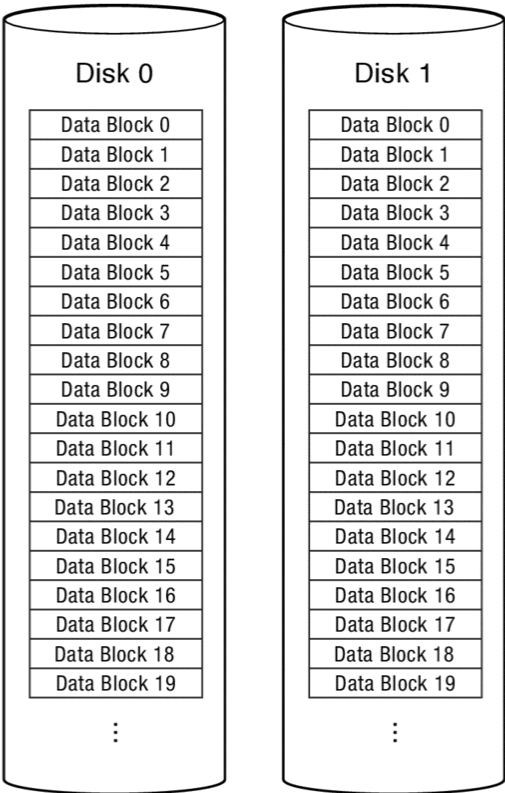 Disk 0
Data Block 0
Data Block 1
Data Block 2
Data Block 3
Data Block 4
Data Block 5
Data Block 6
Data Block 7
Data Block 8
Data Block 9
Data Block 10
Data Block 11
Data Block 12
Data Block 13
Data Block 14
Data Block 15
Data Block 16
Data Block 17
Data Block 18
Data Block 19
⋮
Disk 1
Data Block 0
Data Block 1
Data Block 2
Data Block 3
Data Block 4
Data Block 5
Data Block 6
Data Block 7
Data Block 8
Data Block 9
Data Block 10
Data Block 11
Data Block 12
Data Block 13
Data Block 14
Data Block 15
Data Block 16
Data Block 17
Data Block 18
Data Block 19
⋮